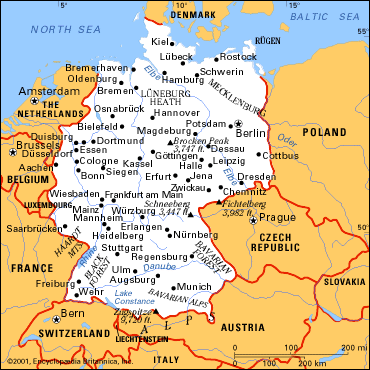 NORTH SEA
DENMARK
BALTIC SEA
5°
10°
15°
55°
Kiel
RÜGEN
Lübeck
Rostock
Bremerhaven
Elbe
Schwerin
Oldenburg
Hamburg
Amsterdam
Bremen
MECKLENBURG
LÜNEBURG
HEATH
THE
NETHERLANDS
Osnabrück
Hannover
Potsdam
Bielefeld
Magdeburg
Berlin
Oder
POLAND
Duisburg
Dortmund
Brocken Peak
3,747 ft.
Brussels
Essen
Dessau
Düsseldorf
Göttingen
Leipzig
Cottbus
Cologne
Kassel
Halle
Aachen
Siegen
Elbe
Bonn
Erfurt
Jena
Dresden
BELGIUM
Zwickau
Chemnitz
Wiesbaden
Frankfurt am Main
LUXEMBOURG
Schneeberg
3,447 ft.
Fichtelberg
3,982 ft.
Mainz
Würzburg
Prague
Mannheim
50°
Saarbrücken
Erlangen
CZECH
REPUBLIC
Heidelberg
Nürnberg
HAARDT
MTS.
Rhine
Stuttgart
BAVARIAN
FOREST
Regensburg
FRANCE
BLACK
FOREST
Ulm
Danube
Augsburg
SLOVAKIA
Freiburg
Lake
Constance
Munich
Wehr
BAVARIAN ALPS
Bern
Zugspitze
9,720 ft.
ALPS
AUSTRIA
SWITZERLAND
LIECHTENSTEIN
0 100 200 mi
0 100 200 km
ITALY
©2001, Encyclopædia Britannica, Inc.